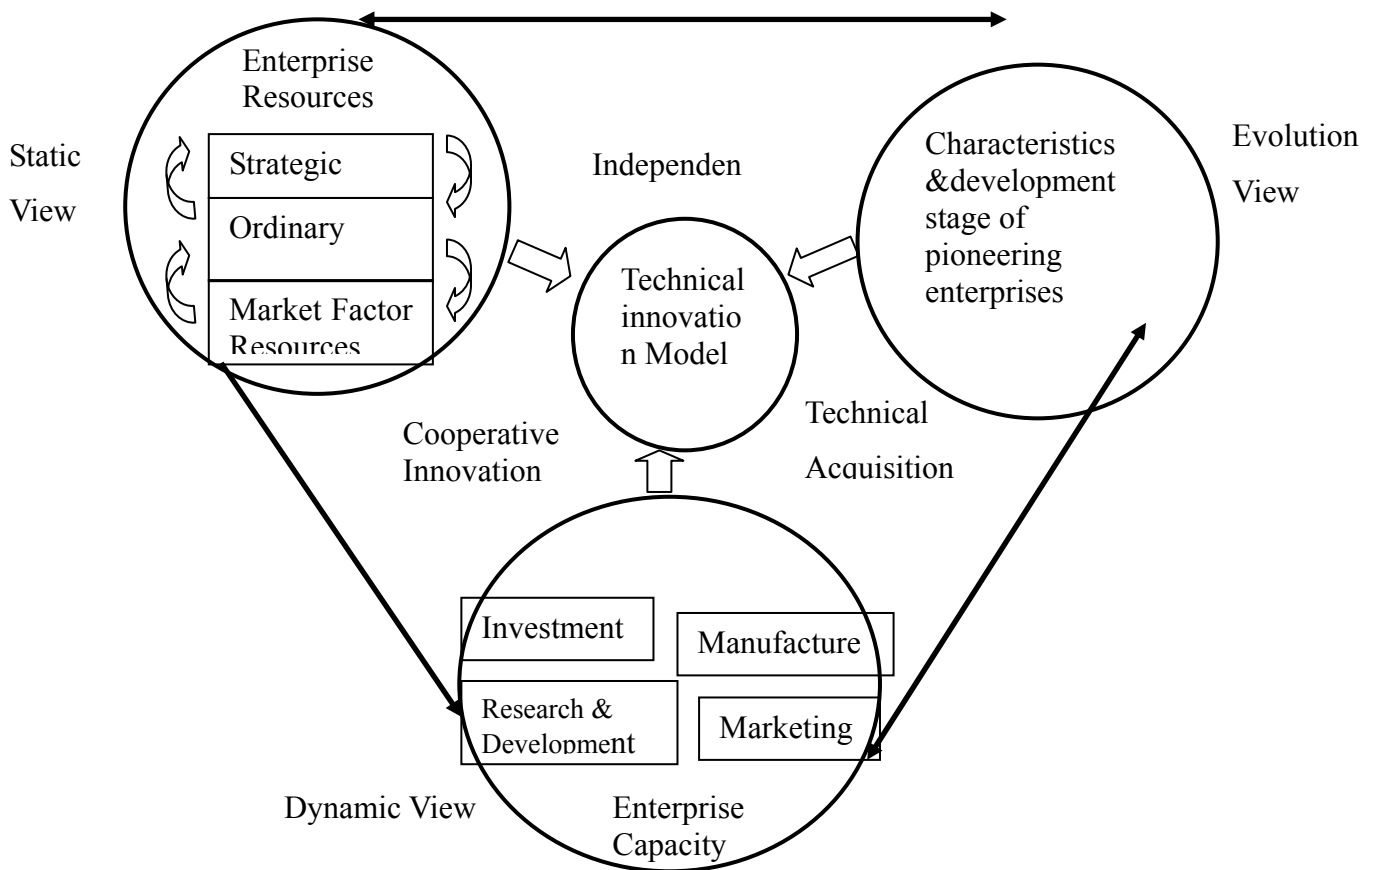 Enterprise
Resources
Static
View
Strategic
Ordinary
Market Factor
Resources
Independen
Technical
innovatio
n Model
Characteristics
&development
stage of
pioneering
enterprises
Evolution
View
Cooperative
Innovation
Technical
Acquisition
Investment
Manufacture
Research &
Development
Marketing
Dynamic View
Enterprise
Capacity